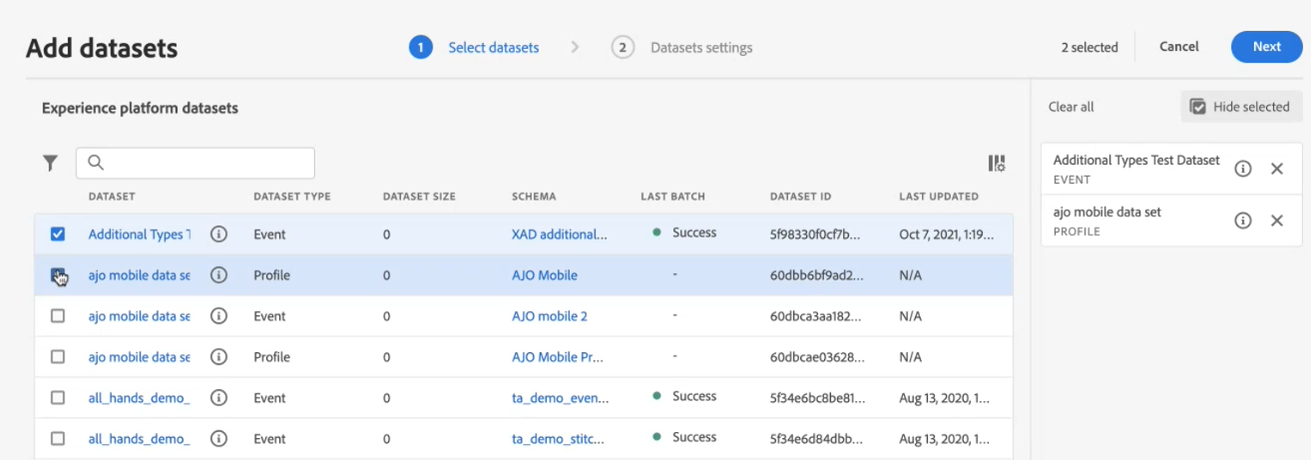 Add datasets
1 Select datasets > 2 Datasets settings
2 selected Cancel Next
Experience platform datasets
Clear all Hide selected
Additional Types Test Dataset
EVENT
ajo mobile data set
PROFILE
DATASET DATASET TYPE DATASET SIZE SCHEMA LAST BATCH DATASET ID LAST UPDATED
Additional Types T Event 0 XAD additional... Success 5f98330f0cf7b... Oct 7, 2021, 1:19...
ajo mobile data se Profile 0 AJO Mobile - 60dbb6bf9ad2... N/A
ajo mobile data se Event 0 AJO mobile 2 - 60dbca3aa182... N/A
ajo mobile data se Profile 0 AJO Mobile Pr... - 60dbcae03628... N/A
all_hands_demo_ Event 0 ta_demo_even... Success 5f34e6bc8be81... Aug 13, 2020, 1...
all_hands_demo_ Event 0 ta_demo_stitc... Success 5f34e6d84dbb... Aug 13, 2020, 1...